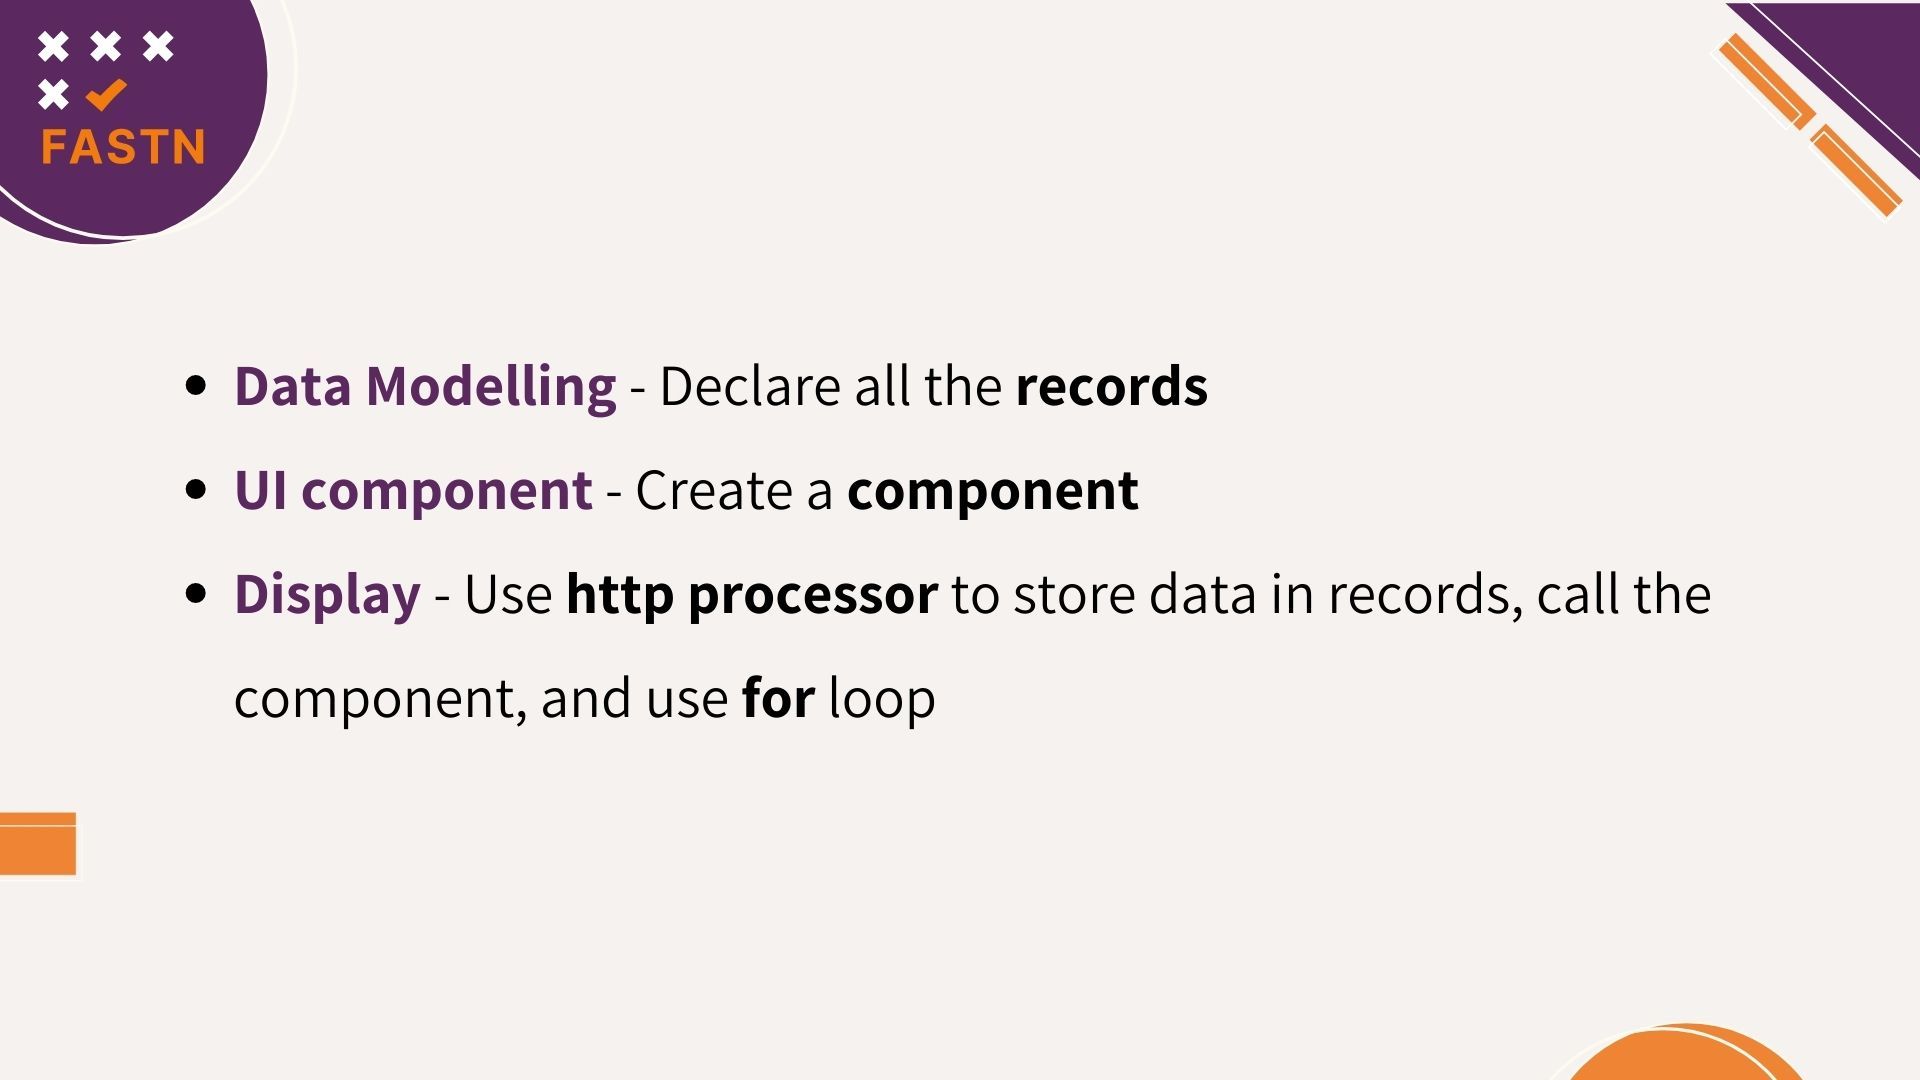 FASTN
• Data Modelling - Declare all the records
• UI component - Create a component
• Display - Use http processor to store data in records, call the
component, and use for loop